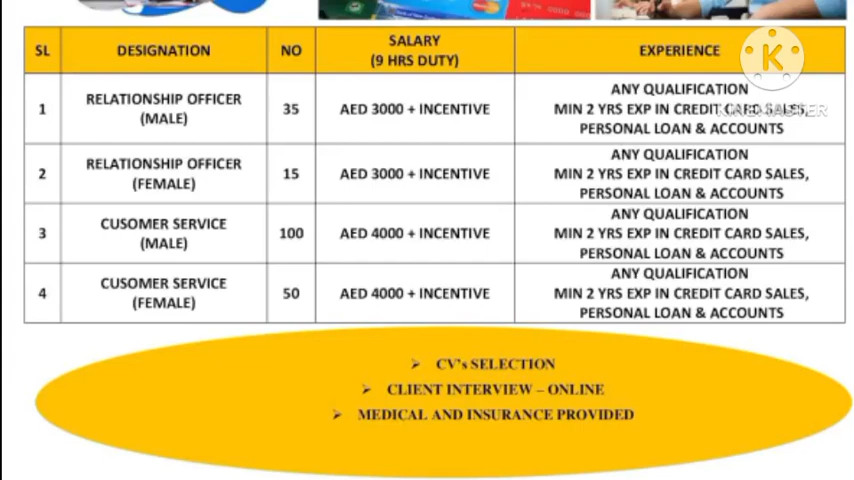 SL DESIGNATION NO SALARY EXPERIENCE
(9 HRS DUTY)
1 RELATIONSHIP OFFICER
(MALE) 35 AED 3000 + INCENTIVE ANY QUALIFICATION
MIN 2 YRS EXP IN CREDIT CARD SALES,
PERSONAL LOAN & ACCOUNTS
2 RELATIONSHIP OFFICER
(FEMALE) 15 AED 3000 + INCENTIVE ANY QUALIFICATION
MIN 2 YRS EXP IN CREDIT CARD SALES,
PERSONAL LOAN & ACCOUNTS
3 CUSOMER SERVICE
(MALE) 100 AED 4000 + INCENTIVE ANY QUALIFICATION
MIN 2 YRS EXP IN CREDIT CARD SALES,
PERSONAL LOAN & ACCOUNTS
4 CUSOMER SERVICE
(FEMALE) 50 AED 4000 + INCENTIVE ANY QUALIFICATION
MIN 2 YRS EXP IN CREDIT CARD SALES,
PERSONAL LOAN & ACCOUNTS
K
KINEMASTER
CV's SELECTION
CLIENT INTERVIEW – ONLINE
MEDICAL AND INSURANCE PROVIDED